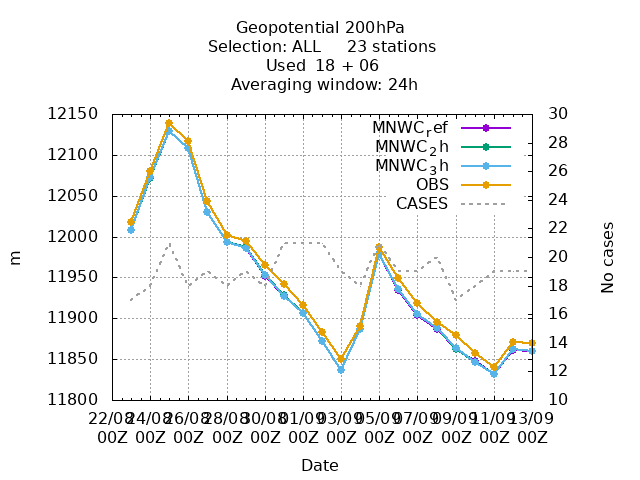 Geopotential 200hPa
Selection: ALL     23 stations
Used  18 + 06
Averaging window: 24h
12150
12100
12050
12000
11950
11900
11850
11800
m
30
28
26
24
22
20
18
16
14
12
10
No cases
MNWCref
MNWC2h
MNWC3h
OBS
CASES
22/08 24/08 26/08 28/08 30/08 01/09 03/09 05/09 07/09 09/09 11/09 13/09
00Z 00Z 00Z 00Z 00Z 00Z 00Z 00Z 00Z 00Z 00Z 00Z
Date